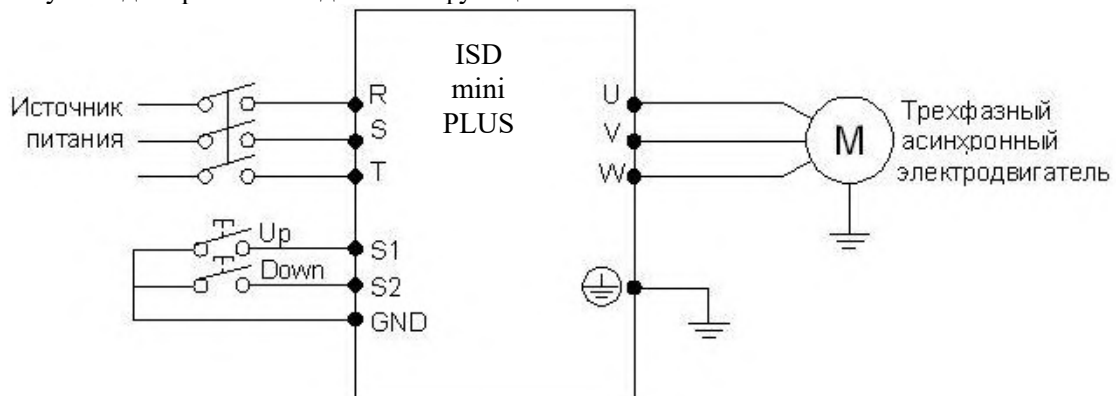 ISD
mini
PLUS
Источник
питания
R
S
T
Up
Down
S1
S2
GND
U
V
W
M
Трехфазный
асинхронный
электродвигатель